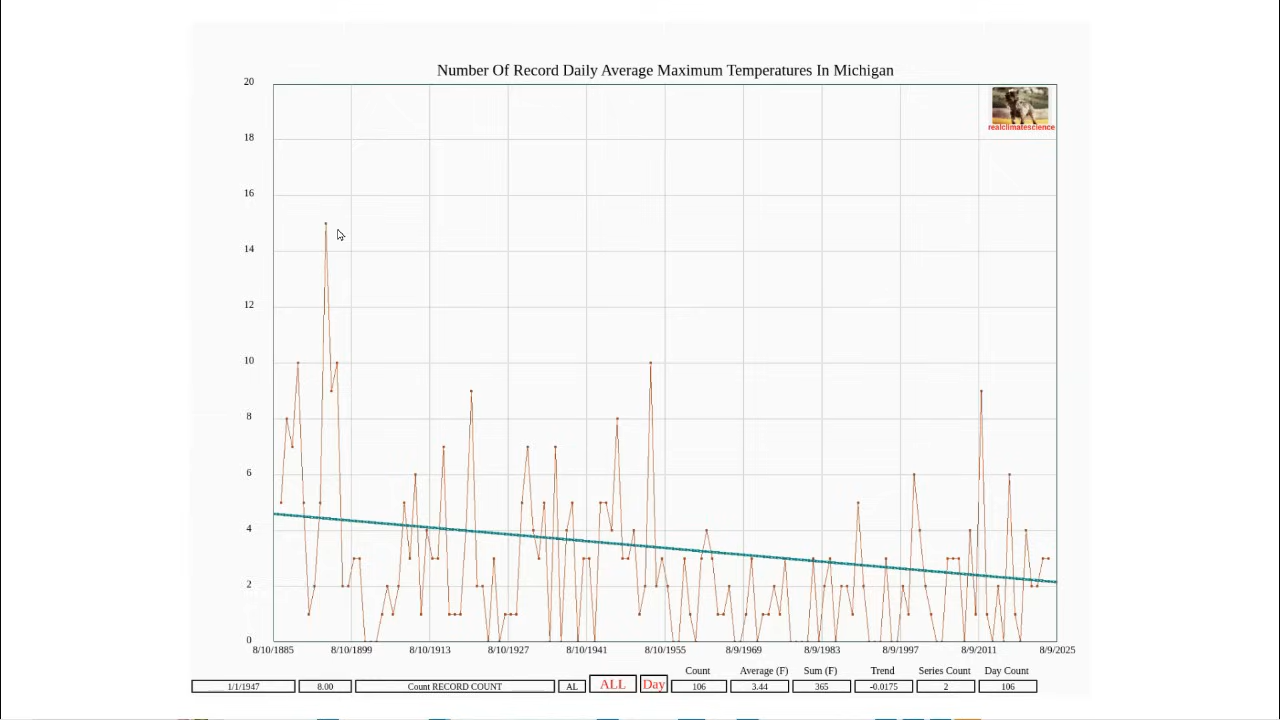 Number Of Record Daily Average Maximum Temperatures In Michigan
20
realclimatescience
18
16
14
12
10
8
6
4
2
0
8/10/1885 8/10/1899 8/10/1913 8/10/1927 8/10/1941 8/10/1955 8/9/1969 8/9/1983 8/9/1997 8/9/2011 8/9/2025
Count Average (F) Sum (F) Trend Series Count Day Count
1/1/1947 8.00 Count RECORD COUNT AL ALL Day 106 3.44 365 -0.0175 2 106